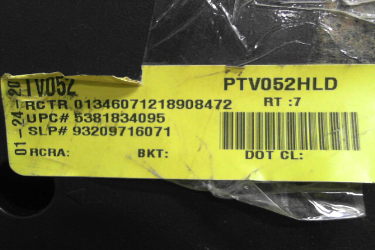 TV052
PTV052HLD
RCTR 01346071218908472
RT :7
UPC# 5381834095
SLP# 93209716071
RCRA:
BKT:
DOT CL:
01-24-20